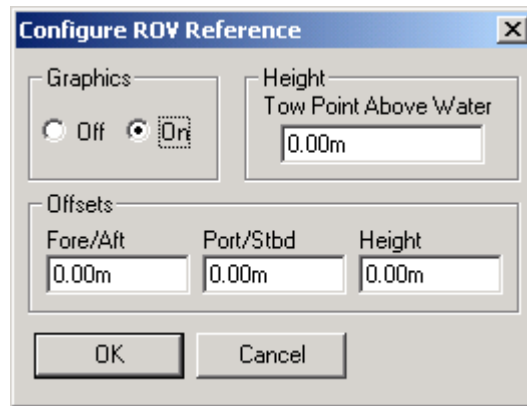 Configure ROV Reference
Graphics
Off On
Height
Tow Point Above Water
0.00m
Offsets
Fore/Aft Port/Stbd Height
0.00m 0.00m 0.00m
OK Cancel